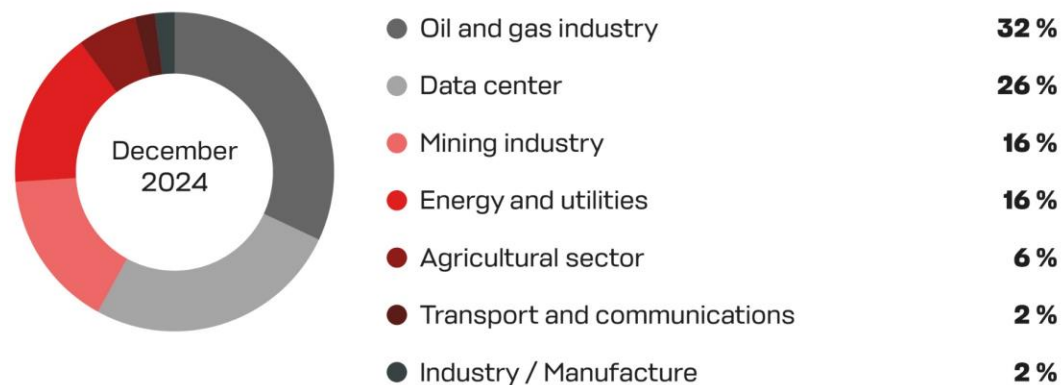 December
2024
Oil and gas industry 32 %
Data center 26 %
Mining industry 16 %
Energy and utilities 16 %
Agricultural sector 6 %
Transport and communications 2 %
Industry / Manufacture 2 %